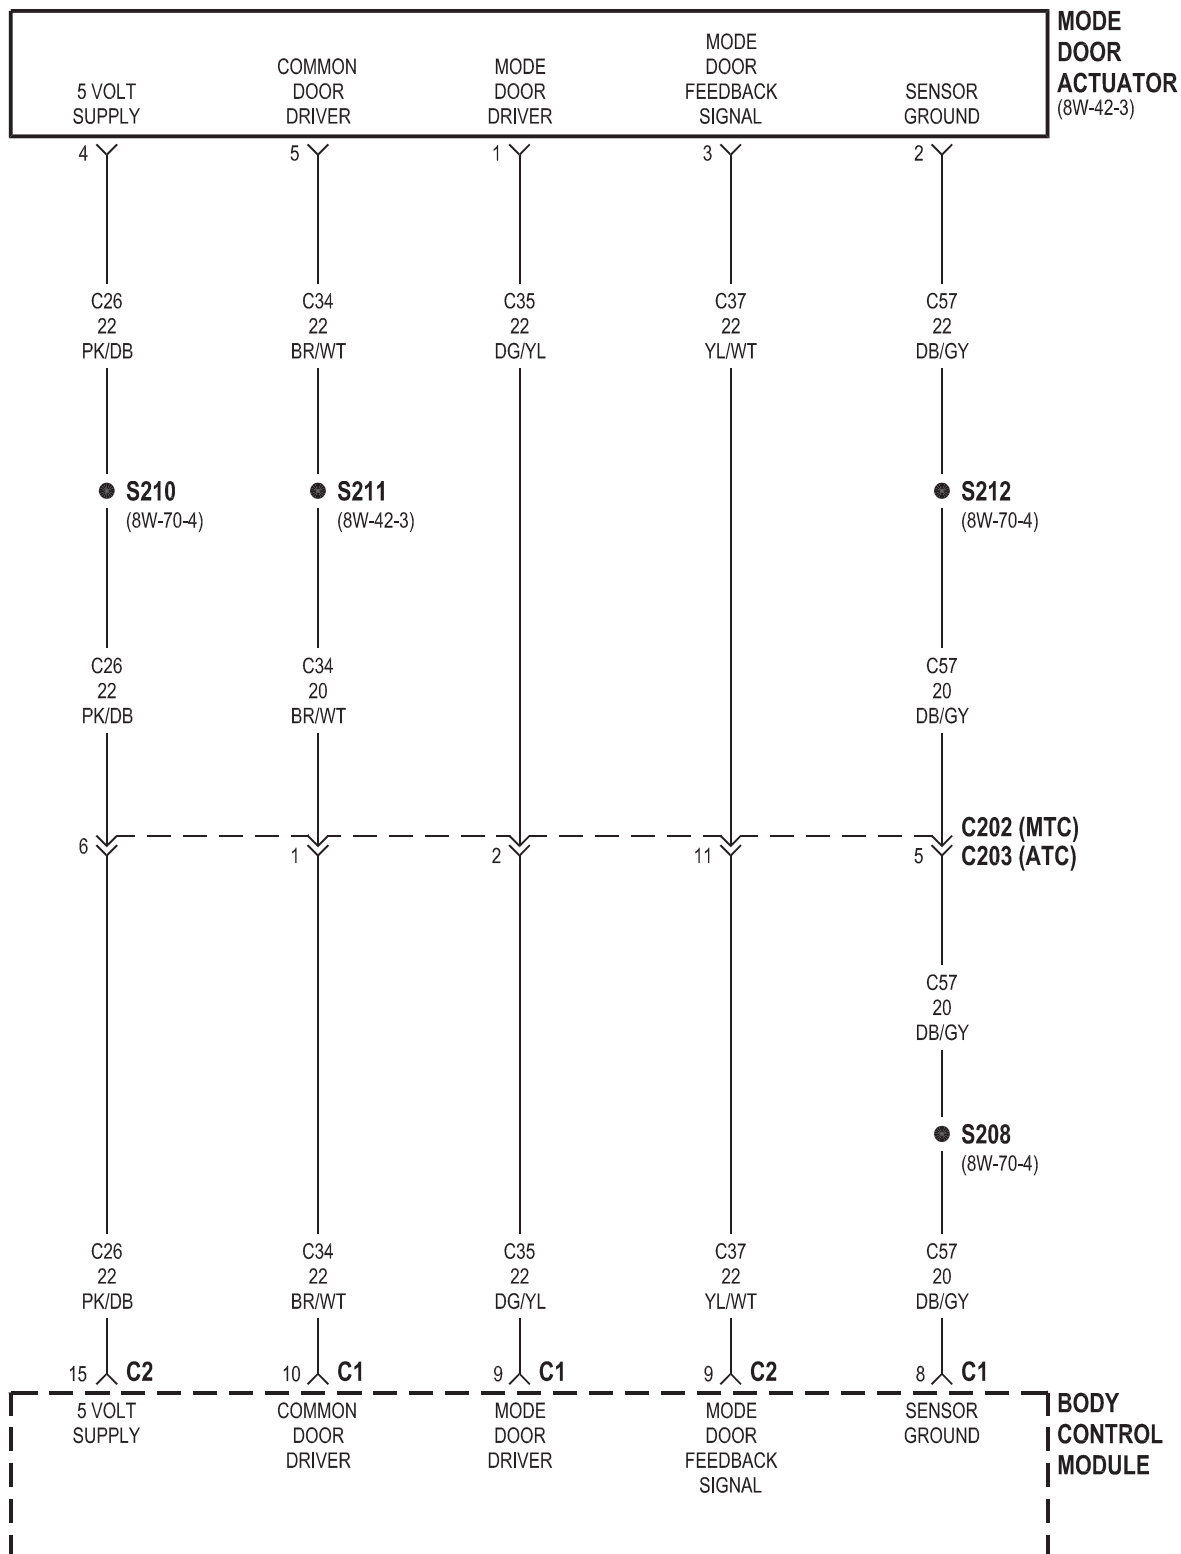 MODE
DOOR
ACTUATOR
(8W-42-3)
5 VOLT
SUPPLY
COMMON
DOOR
DRIVER
MODE
DOOR
DRIVER
MODE
DOOR
FEEDBACK
SIGNAL
SENSOR
GROUND
4
5
1
3
2
C26
22
PK/DB
C34
22
BR/WT
C35
22
DG/YL
C37
22
YL/WT
C57
22
DB/GY
S210
(8W-70-4)
S211
(8W-42-3)
S212
(8W-70-4)
C26
22
PK/DB
C34
20
BR/WT
C57
20
DB/GY
6
1
2
11
5
C202 (MTC)
C203 (ATC)
C57
20
DB/GY
S208
(8W-70-4)
C26
22
PK/DB
C34
22
BR/WT
C35
22
DG/YL
C37
22
YL/WT
C57
20
DB/GY
15 C2
10 C1
9 C1
9 C2
8 C1
5 VOLT
SUPPLY
COMMON
DOOR
DRIVER
MODE
DOOR
DRIVER
MODE
DOOR
FEEDBACK
SIGNAL
SENSOR
GROUND
BODY
CONTROL
MODULE